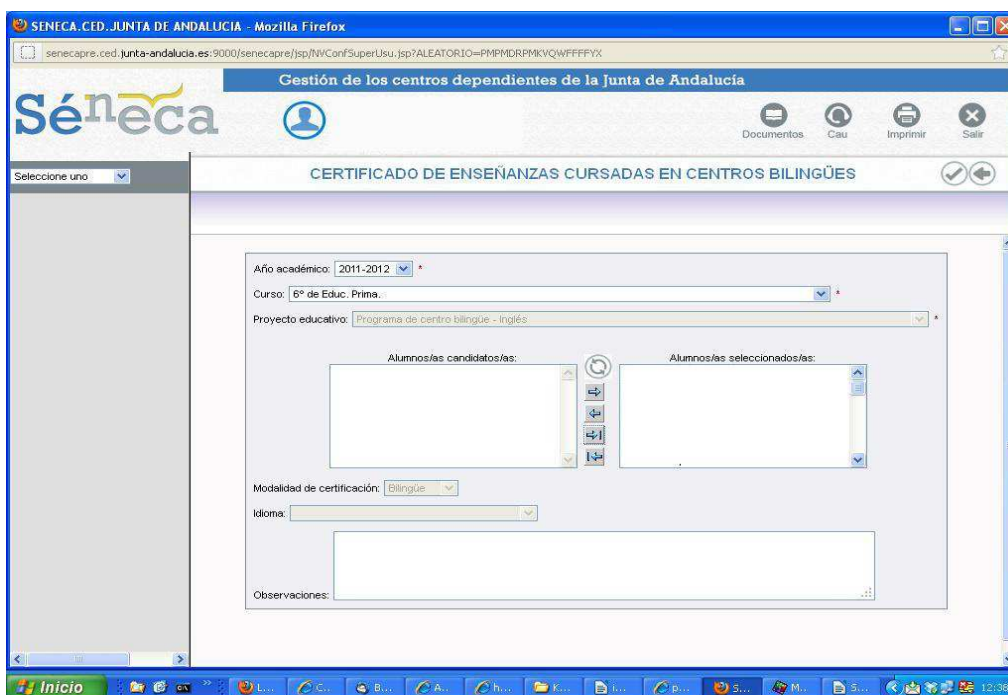 SENECA.CED.JUNTA DE ANDALUCIA - Mozilla Firefox
senecapre.ced.junta-andalucia.es:9000/senecapre/jsp/NVConfSuperUsu.jsp?ALEATORIO=PMPMDRPMKVQWFFFFYX
Gestión de los centros dependientes de la Junta de Andalucía
Séneca
Documentos Cau Imprimir Salir
Seleccione uno
CERTIFICADO DE ENSEÑANZAS CURSADAS EN CENTROS BILINGÜES
Año académico: 2011-2012 *
Curso: 6º de Educ. Prima. *
Proyecto educativo: Programa de centro bilingüe - Inglés *
Alumnos/as candidatos/as: Alumnos/as seleccionados/as:
Modalidad de certificación: Bilingüe
Idioma:
Observaciones:
Inicio » L... C... B... A... h... K... i... p... S... M... S...